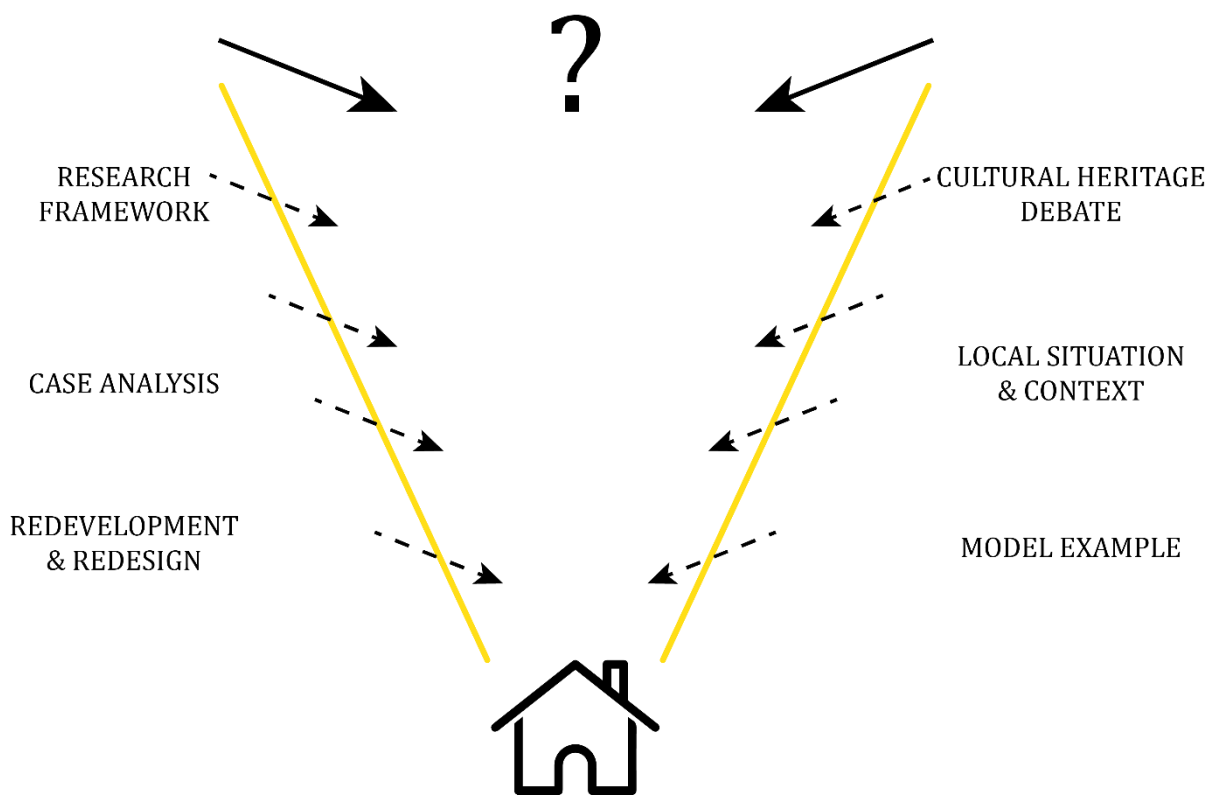 ?
RESEARCH
FRAMEWORK
CULTURAL HERITAGE
DEBATE
CASE ANALYSIS
LOCAL SITUATION
& CONTEXT
REDEVELOPMENT
& REDESIGN
MODEL EXAMPLE